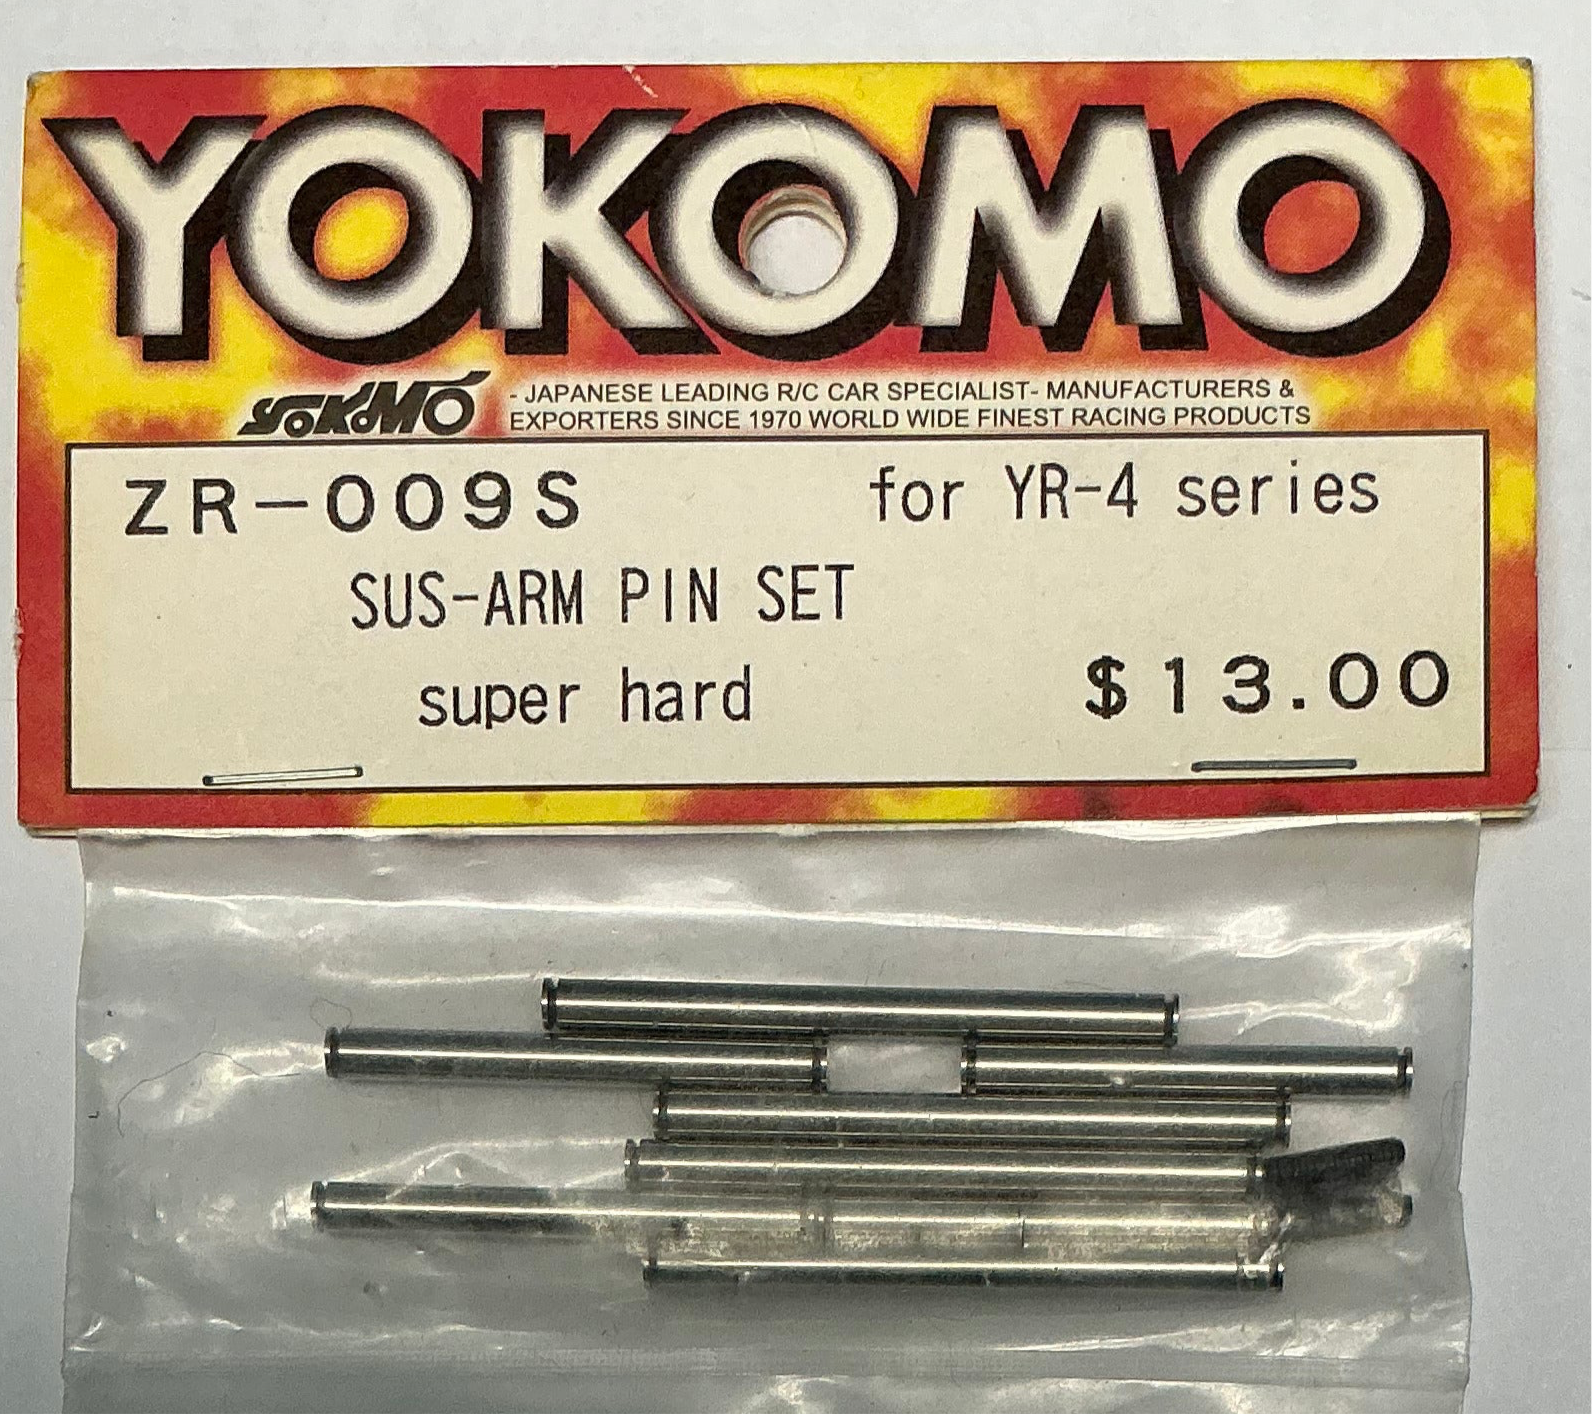 YOKOMO
YOKOMO - JAPANESE LEADING R/C CAR SPECIALIST- MANUFACTURERS &
EXPORTERS SINCE 1970 WORLD WIDE FINEST RACING PRODUCTS
ZR-009S for YR-4 series
SUS-ARM PIN SET
super hard $13.00